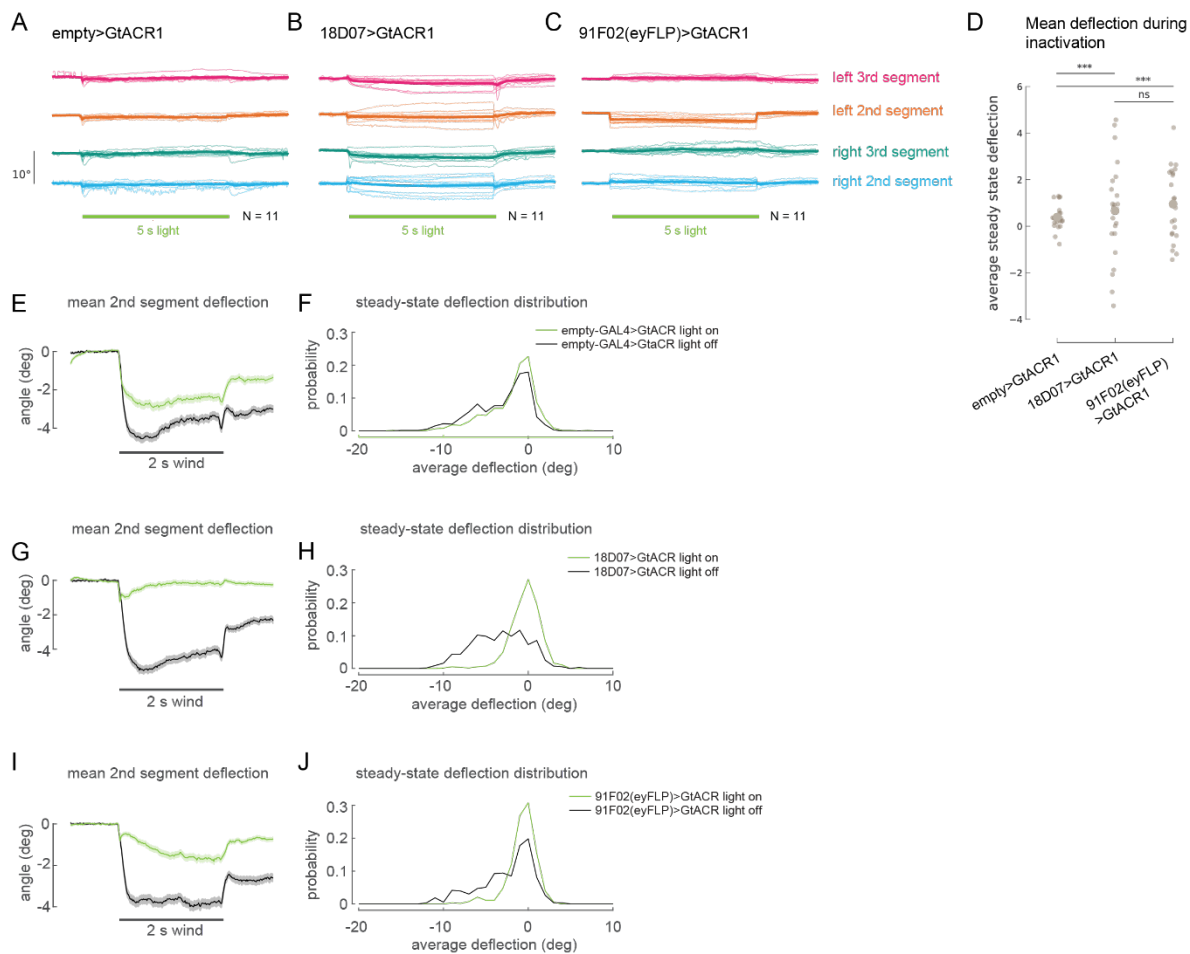 A
empty>GtACR1
B
18D07>GtACR1
C
91F02(eyFLP)>GtACR1
left 3rd segment
left 2nd segment
right 3rd segment
right 2nd segment
10°
5 s light
N = 11
5 s light
N = 11
5 s light
N = 11
D
Mean deflection during
inactivation
***
***
ns
average steady state deflection
6
4
2
0
−2
−4
empty>GtACR1
18D07>GtACR1
91F02(eyFLP)
>GtACR1
E
mean 2nd segment deflection
angle (deg)
0
-2
-4
2 s wind
F
steady-state deflection distribution
empty-GAL4>GtACR light on
empty-GAL4>GtaCR light off
probability
0.3
0.2
0.1
0
-20
-10
0
10
average deflection (deg)
G
mean 2nd segment deflection
angle (deg)
0
-2
-4
2 s wind
H
steady-state deflection distribution
18D07>GtACR light on
18D07>GtACR light off
probability
0.3
0.2
0.1
0
-20
-10
0
10
average deflection (deg)
I
mean 2nd segment deflection
angle (deg)
0
-2
-4
2 s wind
J
steady-state deflection distribution
91F02(eyFLP)>GtACR light on
91F02(eyFLP)>GtACR light off
probability
0.3
0.2
0.1
0
-20
-10
0
10
average deflection (deg)